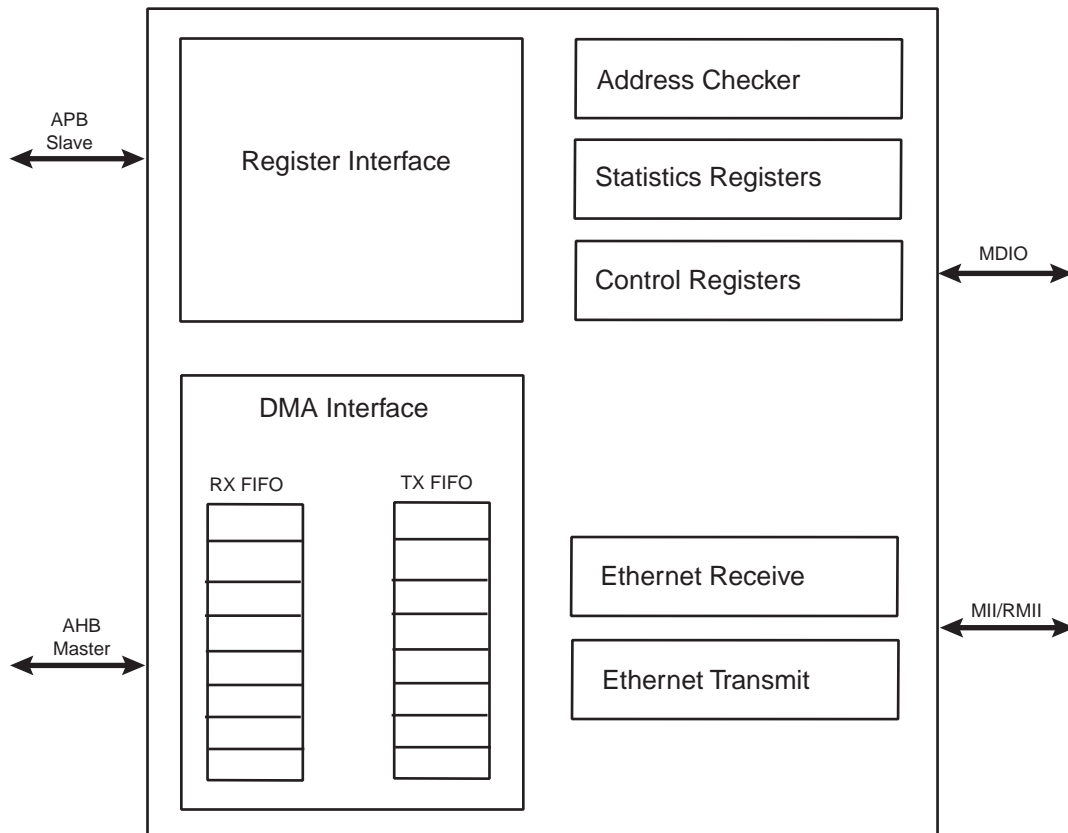 APB
Slave
Register Interface
Address Checker
Statistics Registers
Control Registers
MDIO
DMA Interface
RX FIFO
TX FIFO
AHB
Master
Ethernet Receive
Ethernet Transmit
MII/RMII